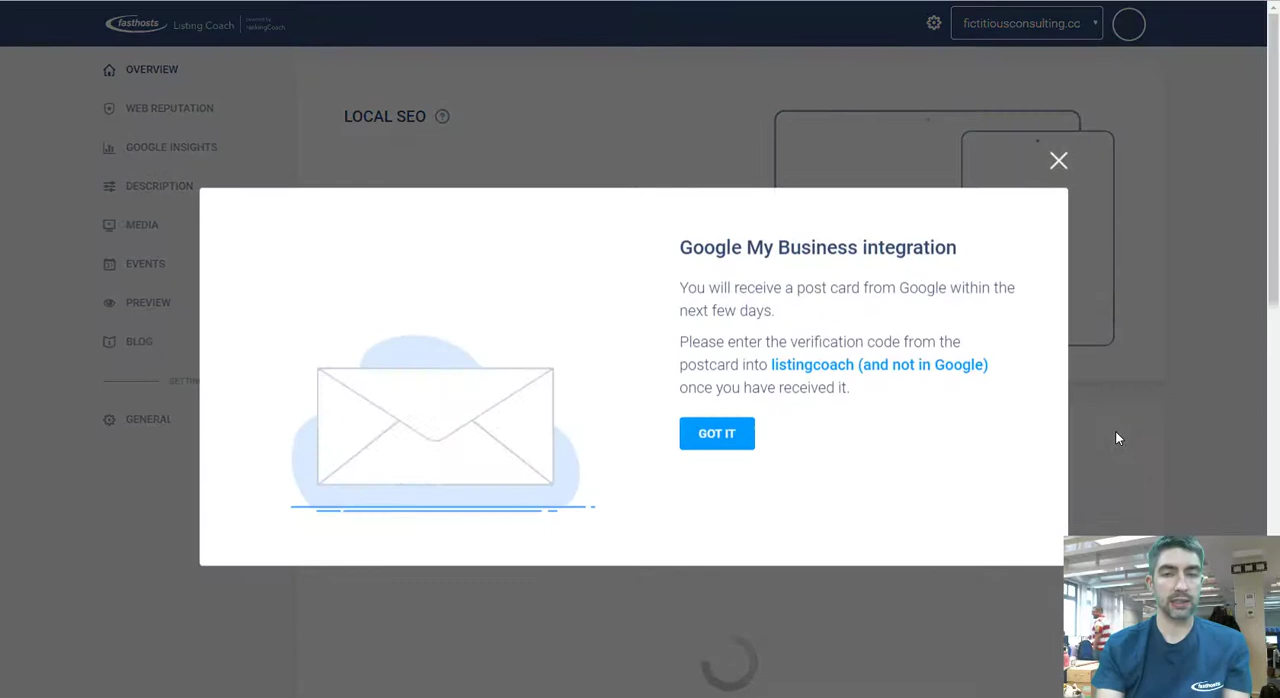 fasthosts Listing Coach powered by rankingCoach
fictitiousconsulting.cc
OVERVIEW
WEB REPUTATION
GOOGLE INSIGHTS
DESCRIPTION
MEDIA
EVENTS
PREVIEW
BLOG
SETTIN
GENERAL
LOCAL SEO ?
Google My Business integration
You will receive a post card from Google within the
next few days.
Please enter the verification code from the
postcard into listingcoach (and not in Google)
once you have received it.
GOT IT
fasthosts